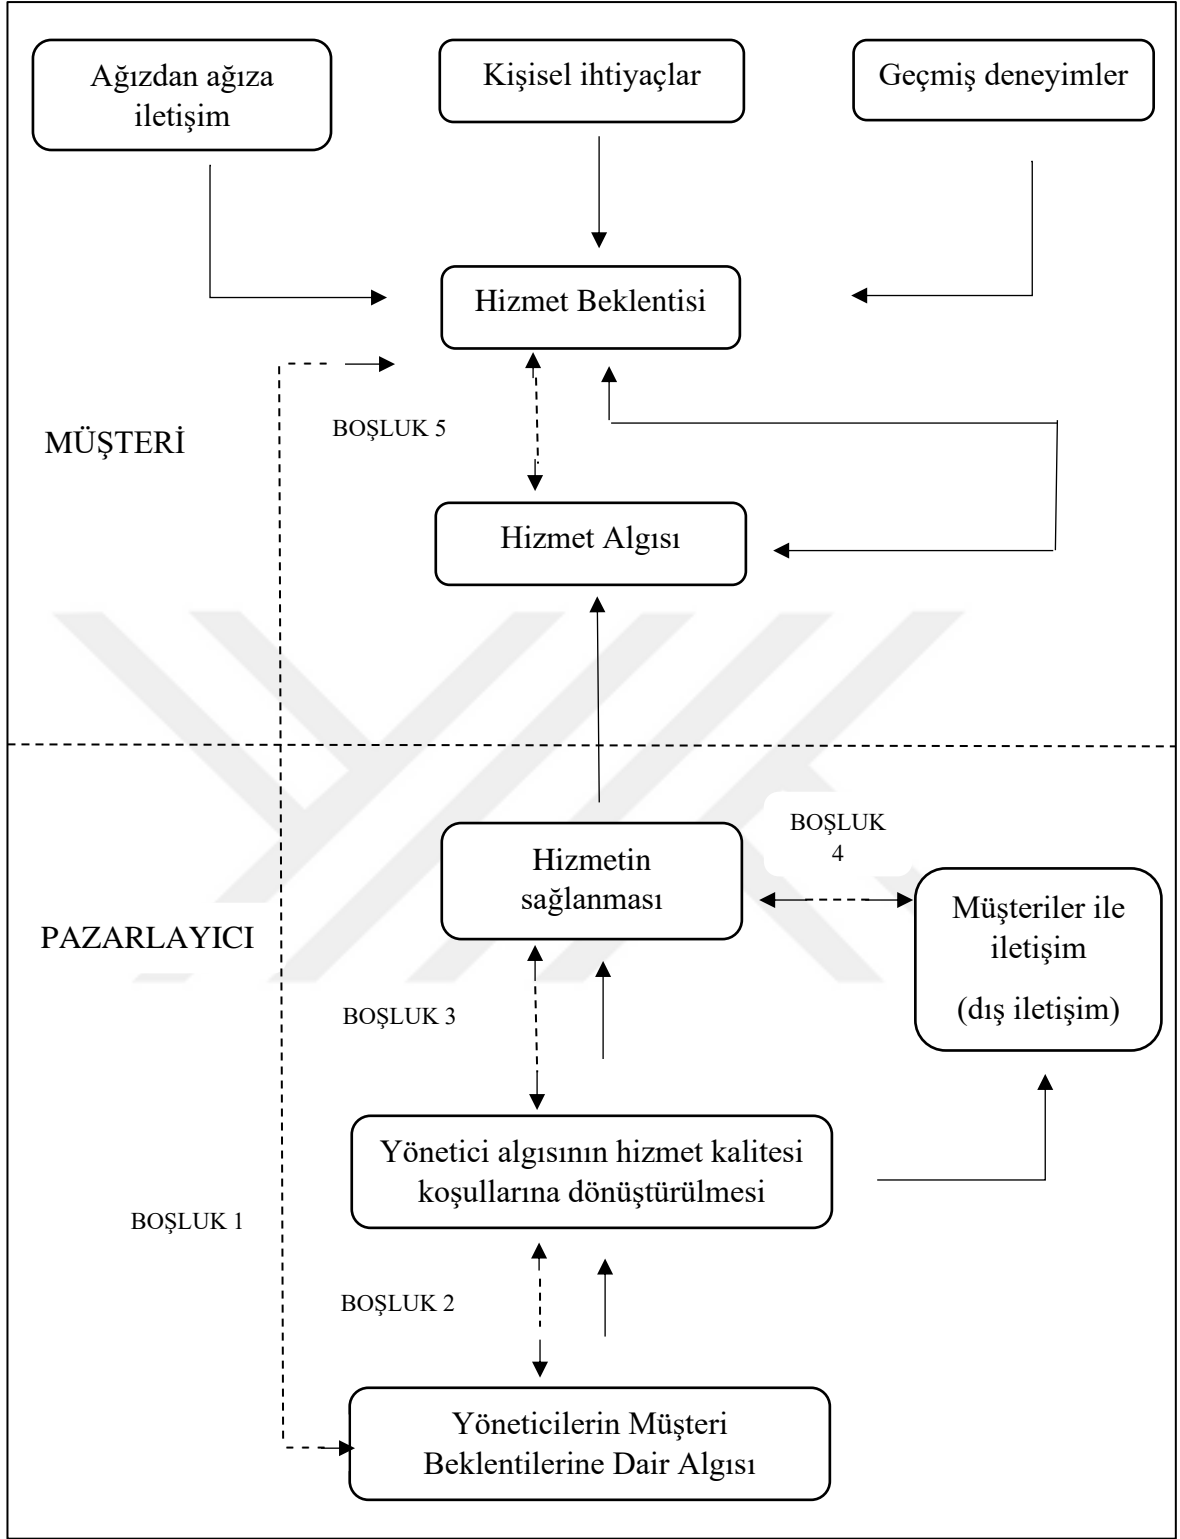 Ağızdan ağıza
iletişim
Kişisel ihtiyaçlar
Geçmiş deneyimler
Hizmet Beklentisi
BOŞLUK 5
MÜŞTERİ
Hizmet Algısı
BOŞLUK
4
Hizmetin
sağlanması
Müşteriler ile
iletişim
(dış iletişim)
PAZARLAYICI
BOŞLUK 3
Yönetici algısının hizmet kalitesi
koşullarına dönüştürülmesi
BOŞLUK 1
BOŞLUK 2
Yöneticilerin Müşteri
Beklentilerine Dair Algısı